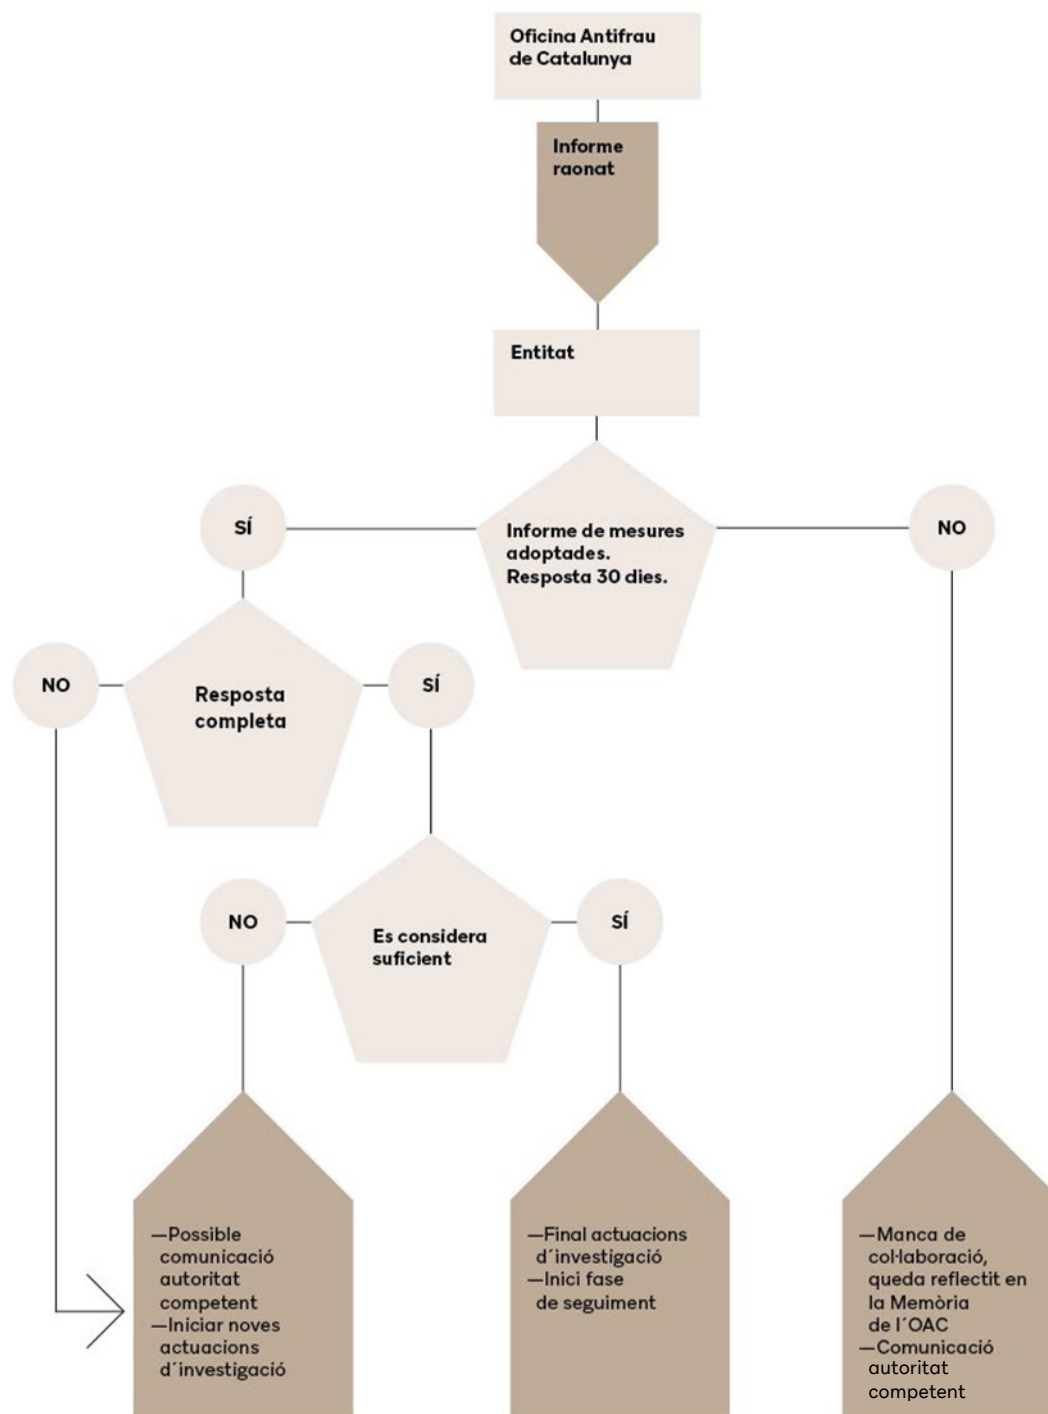 Oficina Antifrau
de Catalunya
Informe
raonat
Entitat
SÍ
Informe de mesures
adoptades.
Resposta 30 dies.
NO
NO
Resposta
completa
SÍ
NO
Es considera
suficient
SÍ
—Possible
comunicació
autoritat
competent
—Iniciar noves
actuacions
d´investigació
—Final actuacions
d´investigació
—Inici fase
de seguiment
—Manca de
col·laboració,
queda reflectit en
la Memòria
de l´OAC
—Comunicació
autoritat
competent